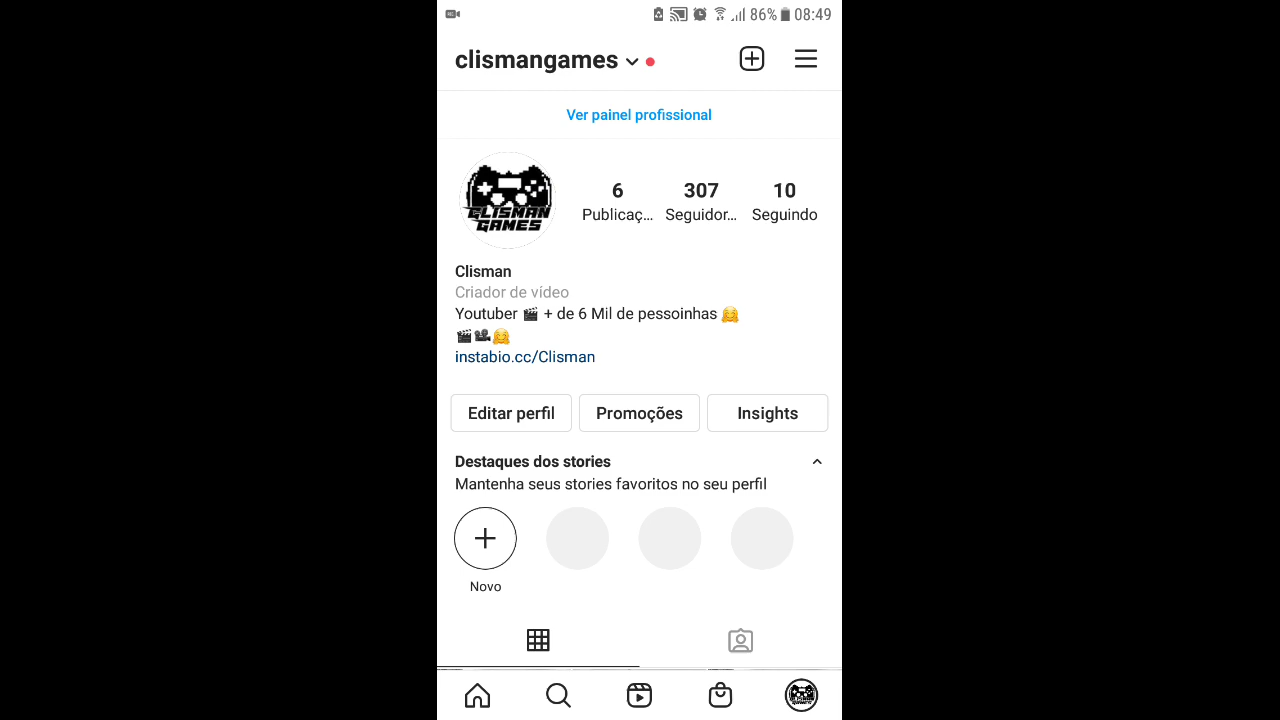 86% 08:49
clismangames
Ver painel profissional
CLISMAN
GAMES
6 307 10
Publicaç... Seguidor... Seguindo
Clisman
Criador de vídeo
Youtuber 🎬 + de 6 Mil de pessoinhas 🤗
🎬📽🤗
instabio.cc/Clisman
Editar perfil Promoções Insights
Destaques dos stories
Mantenha seus stories favoritos no seu perfil
Novo